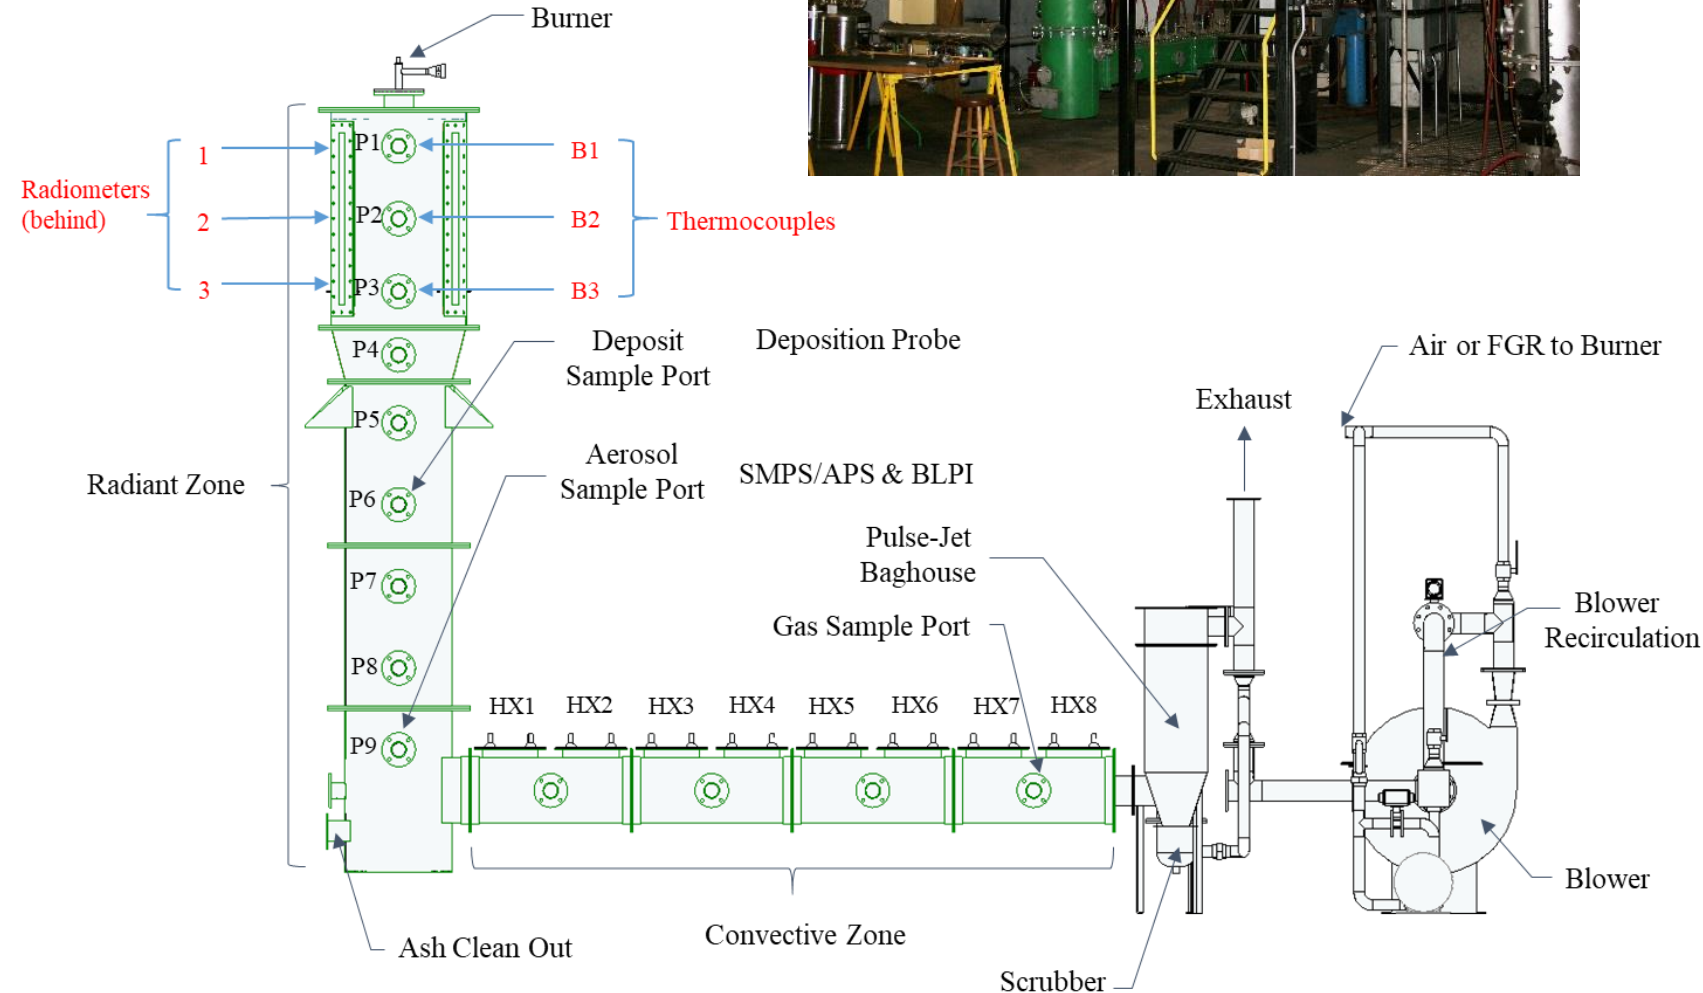 Burner
P1
1
B1
Radiometers
(behind)
2
P2
B2
Thermocouples
3
P3
B3
P4
Deposit
Sample Port
Deposition Probe
Air or FGR to Burner
Exhaust
P5
Aerosol
Sample Port
SMPS/APS & BLPI
Radiant Zone
P6
Pulse-Jet
Baghouse
P7
Gas Sample Port
Blower
Recirculation
P8
HX1
HX2
HX3
HX4
HX5
HX6
HX7
HX8
P9
Blower
Ash Clean Out
Convective Zone
Scrubber